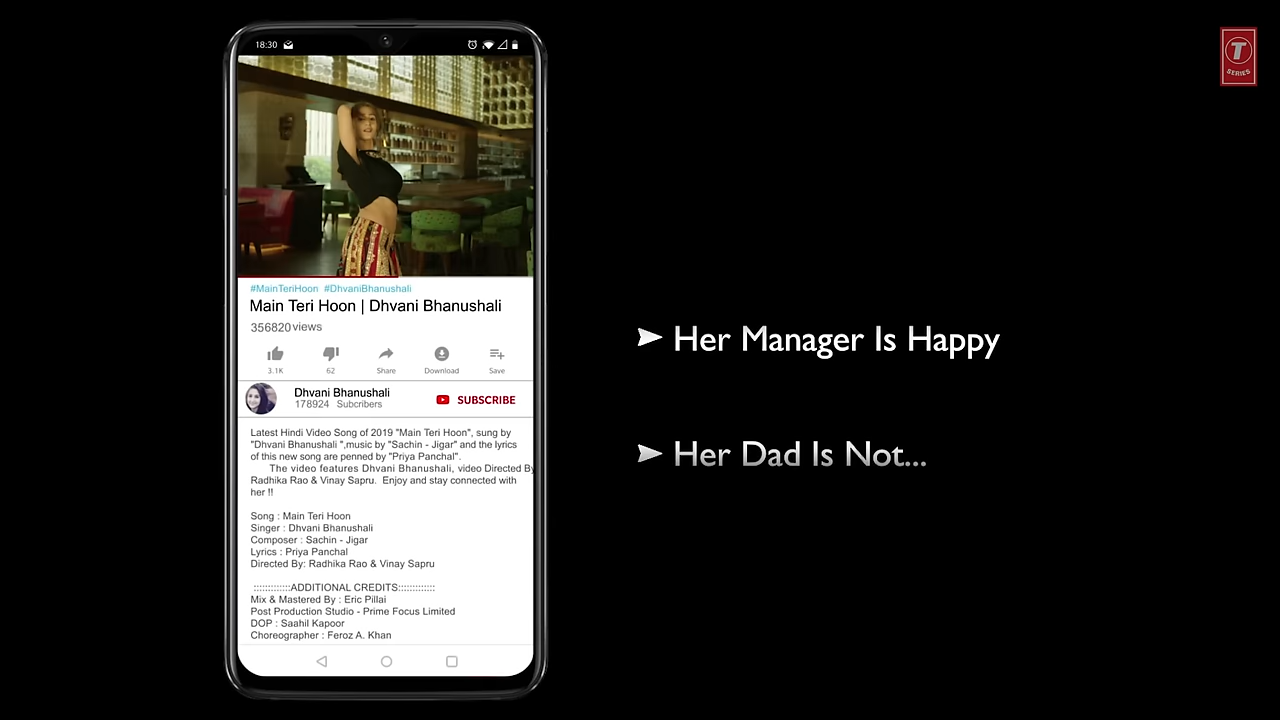 18:30
T
SERIES
#MainTeriHoon #DhvaniBhanushali
Main Teri Hoon | Dhvani Bhanushali
356820 views
3.1K 62 Share Download Save
Dhvani Bhanushali
178924 Subcribers
SUBSCRIBE
Latest Hindi Video Song of 2019 "Main Teri Hoon", sung by
"Dhvani Bhanushali ",music by "Sachin - Jigar" and the lyrics
of this new song are penned by "Priya Panchal".
The video features Dhvani Bhanushali, video Directed By
Radhika Rao & Vinay Sapru. Enjoy and stay connected with
her !!
Song : Main Teri Hoon
Singer : Dhvani Bhanushali
Composer : Sachin - Jigar
Lyrics : Priya Panchal
Directed By: Radhika Rao & Vinay Sapru
::::::::::::ADDITIONAL CREDITS::::::::::::
Mix & Mastered By : Eric Pillai
Post Production Studio - Prime Focus Limited
DOP : Saahil Kapoor
Choreographer : Feroz A. Khan
➤ Her Manager Is Happy
➤ Her Dad Is Not...